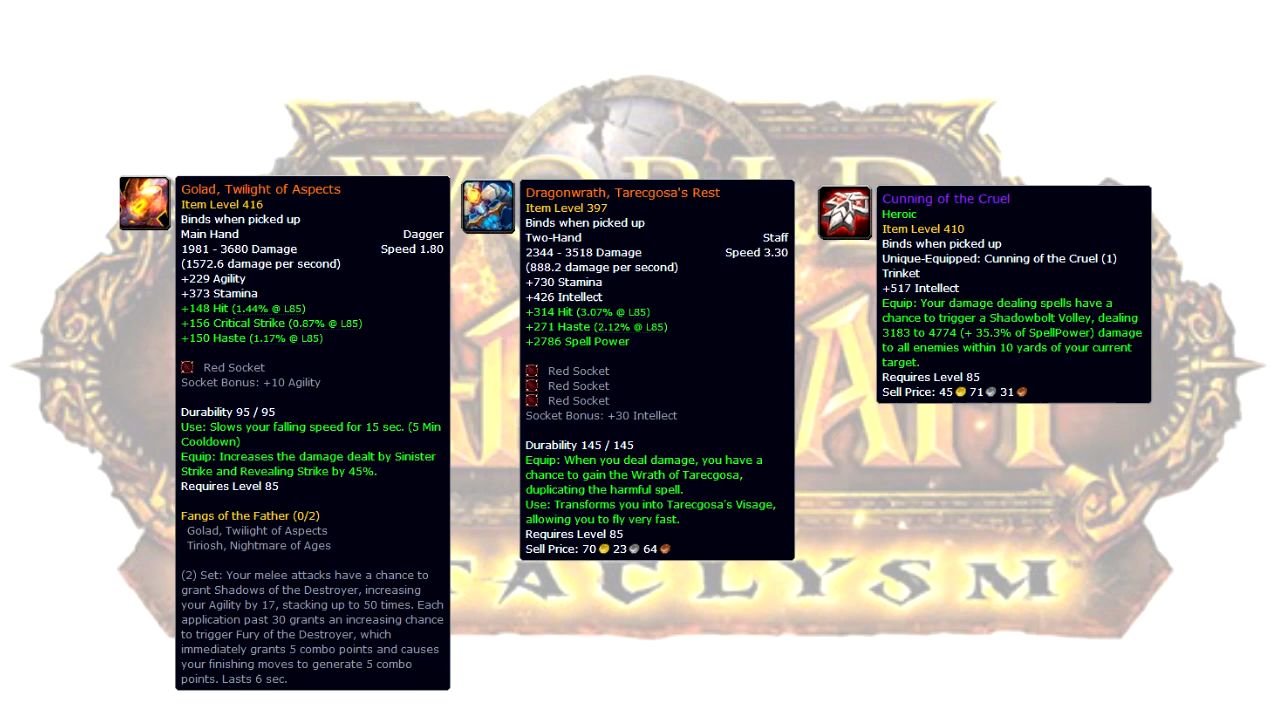 Golad, Twilight of Aspects
Item Level 416
Binds when picked up
Main Hand Dagger
1981 - 3680 Damage Speed 1.80
(1572.6 damage per second)
+229 Agility
+373 Stamina
+148 Hit (1.44% @ L85)
+156 Critical Strike (0.87% @ L85)
+150 Haste (1.17% @ L85)
Red Socket
Socket Bonus: +10 Agility
Durability 95 / 95
Use: Slows your falling speed for 15 sec. (5 Min
Cooldown)
Equip: Increases the damage dealt by Sinister
Strike and Revealing Strike by 45%.
Requires Level 85
Fangs of the Father (0/2)
Golad, Twilight of Aspects
Tiriosh, Nightmare of Ages
(2) Set: Your melee attacks have a chance to
grant Shadows of the Destroyer, increasing
your Agility by 17, stacking up to 50 times. Each
application past 30 grants an increasing chance
to trigger Fury of the Destroyer, which
immediately grants 5 combo points and causes
your finishing moves to generate 5 combo
points. Lasts 6 sec.
Dragonwrath, Tarecgosa's Rest
Item Level 397
Binds when picked up
Two-Hand Staff
2344 - 3518 Damage Speed 3.30
(888.2 damage per second)
+730 Stamina
+426 Intellect
+314 Hit (3.07% @ L85)
+271 Haste (2.12% @ L85)
+2786 Spell Power
Red Socket
Red Socket
Red Socket
Socket Bonus: +30 Intellect
Durability 145 / 145
Equip: When you deal damage, you have a
chance to gain the Wrath of Tarecgosa,
duplicating the harmful spell.
Use: Transforms you into Tarecgosa's Visage,
allowing you to fly very fast.
Requires Level 85
Sell Price: 70 23 64
Cunning of the Cruel
Heroic
Item Level 410
Binds when picked up
Unique-Equipped: Cunning of the Cruel (1)
Trinket
+517 Intellect
Equip: Your damage dealing spells have a
chance to trigger a Shadowbolt Volley, dealing
3183 to 4774 (+ 35.3% of SpellPower) damage
to all enemies within 10 yards of your current
target.
Requires Level 85
Sell Price: 45 71 31